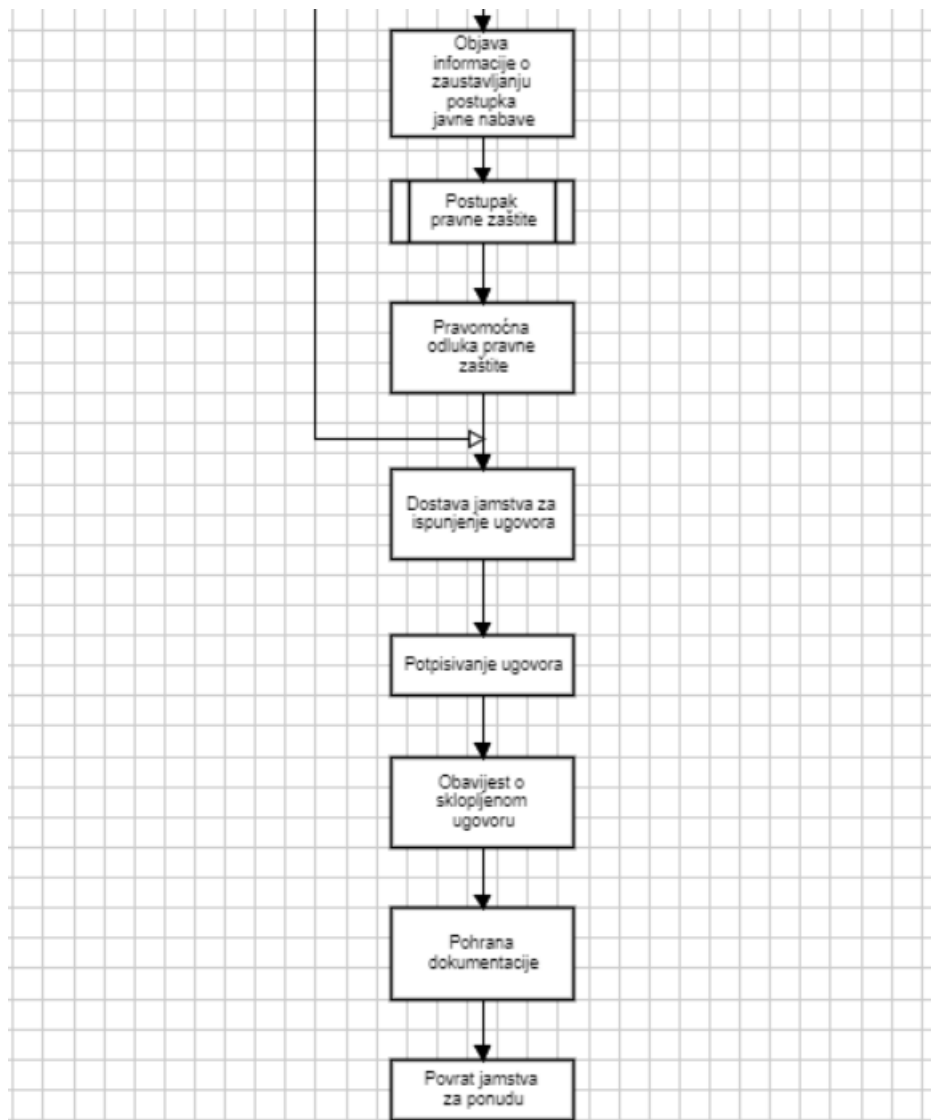 Objava
informacije o
zaustavljanju
postupka
javne nabave
Postupak
pravne zaštite
Pravomoćna
odluka pravne
zaštite
Dostava jamstva za
ispunjenje ugovora
Potpisivanje ugovora
Obavijest o
sklopljenom
ugovoru
Pohrana
dokumentacije
Povrat jamstva
za ponudu